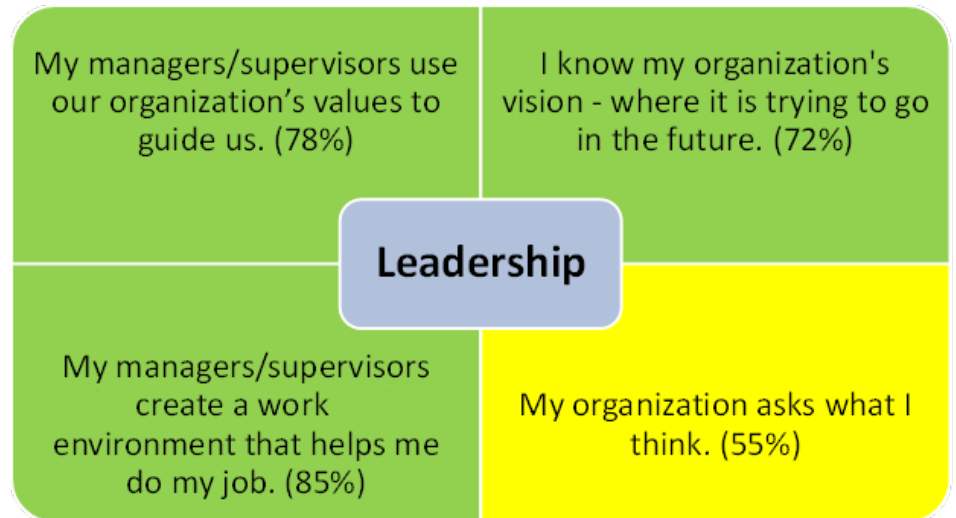 My managers/supervisors use
our organization’s values to
guide us. (78%)
I know my organization's
vision - where it is trying to go
in the future. (72%)
Leadership
My managers/supervisors
create a work
environment that helps me
do my job. (85%)
My organization asks what I
think. (55%)